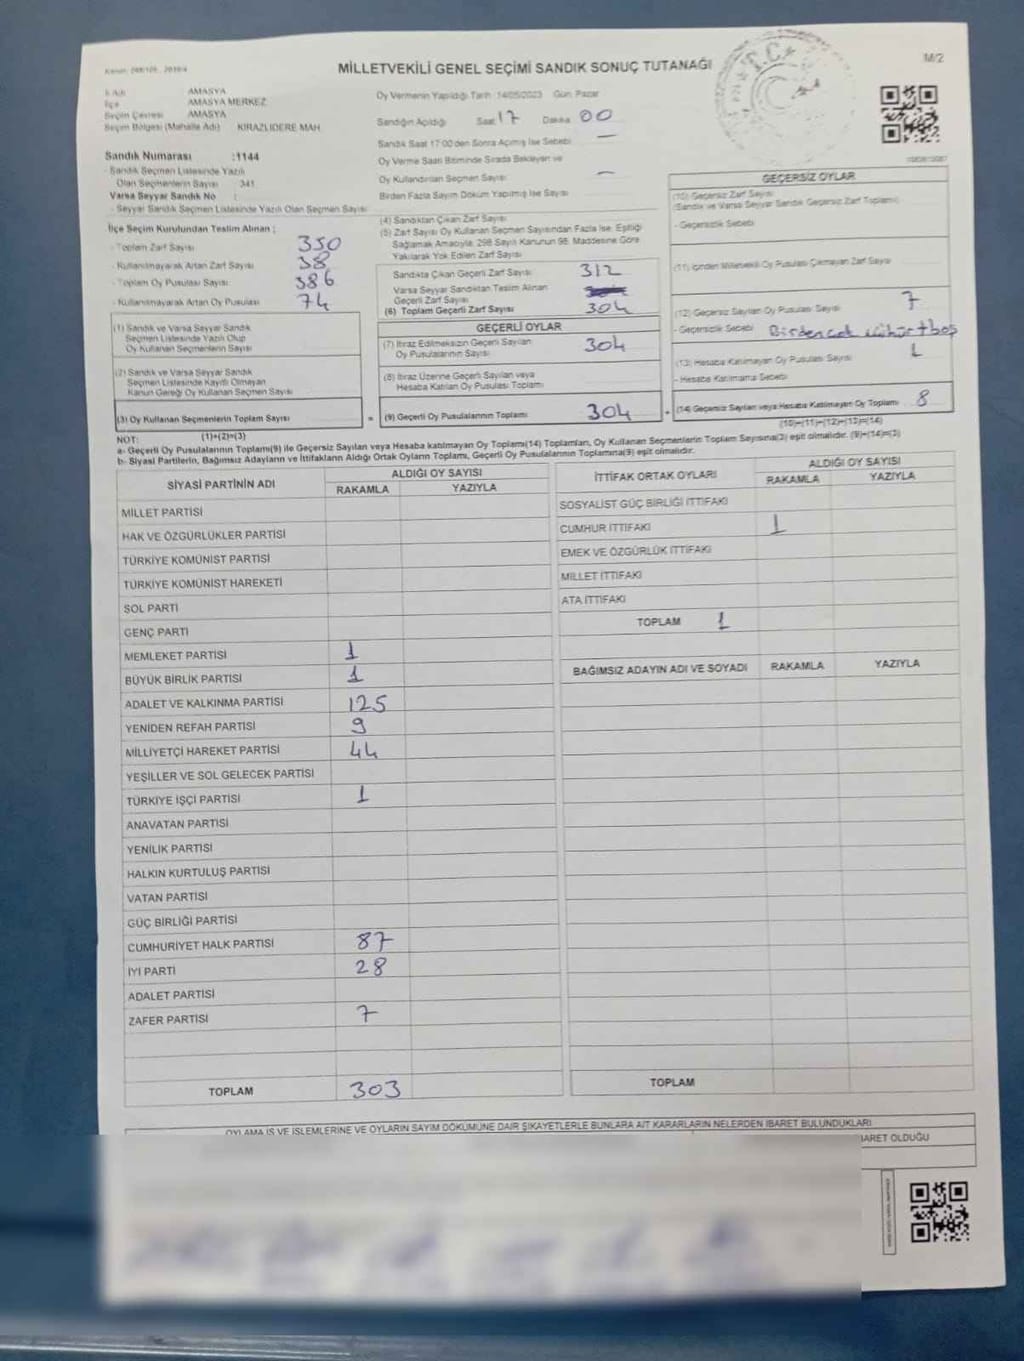 MİLLETVEKİLİ GENEL SEÇİMİ SANDIK SONUÇ TUTANAĞI
M/2
İl Adı AMASYA
İlçe AMASYA MERKEZ
Seçim Çevresi AMASYA
Seçim Bölgesi (Mahalle Adı) KIRAZLIDERE MAH.
Sandık Numarası :1144
- Sandık Seçmen Listesinde Yazılı
Olan Seçmenlerin Sayısı 341
Varsa Seyyar Sandık No :
- Seyyar Sandık Seçmen Listesinde Yazılı Olan Seçmen Sayısı
İlçe Seçim Kurulundan Teslim Alınan ;
- Toplam Zarf Sayısı 350
- Kullanılmayarak Artan Zarf Sayısı 38
- Toplam Oy Pusulası Sayısı 386
- Kullanılmayarak Artan Oy Pusulası 74
(1) Sandık ve Varsa Seyyar Sandık
Seçmen Listesinde Yazılı Olup
Oy Kullanan Seçmenlerin Sayısı
(2) Sandık ve Varsa Seyyar Sandık
Seçmen Listesinde Kayıtlı Olmayan
Kanun Gereği Oy Kullanan Seçmen Sayısı
(3) Oy Kullanan Seçmenlerin Toplam Sayısı
Oy Vermenin Yapıldığı Tarih :14/05/2023 Gün: Pazar
Sandığın Açıldığı Saat 17 Dakika 00
Sandık Saat 17:00'den Sonra Açılmış İse Sebebi —
Oy Verme Saati Bitiminde Sırada Bekleyen ve
Oy Kullandırılan Seçmen Sayısı —
Birden Fazla Sayım Döküm Yapılmış İse Sayısı
(4) Sandıktan Çıkan Zarf Sayısı
(5) Zarf Sayısı Oy Kullanan Seçmen Sayısından Fazla İse; Eşitliği
Sağlamak Amacıyla, 298 Sayılı Kanunun 98. Maddesine Göre
Yakılarak Yok Edilen Zarf Sayısı
Sandıkta Çıkan Geçerli Zarf Sayısı 312
Varsa Seyyar Sandıktan Teslim Alınan
Geçerli Zarf Sayısı
(6) Toplam Geçerli Zarf Sayısı 304
GEÇERLİ OYLAR
(7) İtiraz Edilmeksizin Geçerli Sayılan
Oy Pusulalarının Sayısı 304
(8) İtiraz Üzerine Geçerli Sayılan veya
Hesaba Katılan Oy Pusulası Toplamı
= (9) Geçerli Oy Pusulalarının Toplamı 304 +
GEÇERSİZ OYLAR
(10) Geçersiz Zarf Sayısı
(Sandık ve Varsa Seyyar Sandık Geçersiz Zarf Toplamı)
- Geçersizlik Sebebi
(11) İçinden Milletvekili Oy Pusulası Çıkmayan Zarf Sayısı
(12) Geçersiz Sayılan Oy Pusulası Sayısı 7
- Geçersizlik Sebebi Birden çok mühür+boş
(13) Hesaba Katılmayan Oy Pusulası Sayısı 1
- Hesaba Katılmama Sebebi
(14) Geçersiz Sayılan veya Hesaba Katılmayan Oy Toplamı 8
(10)+(11)+(12)+(13)=(14)
NOT: (1)+(2)=(3)
a- Geçerli Oy Pusulalarının Toplamı(9) ile Geçersiz Sayılan veya Hesaba katılmayan Oy Toplamı(14) Toplamları, Oy Kullanan Seçmenlerin Toplam Sayısına(3) eşit olmalıdır. (9)+(14)=(3)
b- Siyasi Partilerin, Bağımsız Adayların ve İttifakların Aldığı Ortak Oyların Toplamı, Geçerli Oy Pusulalarının Toplamına(9) eşit olmalıdır.
SİYASİ PARTİNİN ADI ALDIĞI OY SAYISI
RAKAMLA YAZIYLA
MİLLET PARTİSİ
HAK VE ÖZGÜRLÜKLER PARTİSİ
TÜRKİYE KOMÜNİST PARTİSİ
TÜRKİYE KOMÜNİST HAREKETİ
SOL PARTİ
GENÇ PARTİ
MEMLEKET PARTİSİ 1
BÜYÜK BİRLİK PARTİSİ 1
ADALET VE KALKINMA PARTİSİ 125
YENİDEN REFAH PARTİSİ 9
MİLLİYETÇİ HAREKET PARTİSİ 44
YEŞİLLER VE SOL GELECEK PARTİSİ
TÜRKİYE İŞÇİ PARTİSİ 1
ANAVATAN PARTİSİ
YENİLİK PARTİSİ
HALKIN KURTULUŞ PARTİSİ
VATAN PARTİSİ
GÜÇ BİRLİĞİ PARTİSİ
CUMHURİYET HALK PARTİSİ 87
İYİ PARTİ 28
ADALET PARTİSİ
ZAFER PARTİSİ 7
TOPLAM 303
İTTİFAK ORTAK OYLARI ALDIĞI OY SAYISI
RAKAMLA YAZIYLA
SOSYALİST GÜÇ BİRLİĞİ İTTİFAKI
CUMHUR İTTİFAKI 1
EMEK VE ÖZGÜRLÜK İTTİFAKI
MİLLET İTTİFAKI
ATA İTTİFAKI
TOPLAM 1
BAĞIMSIZ ADAYIN ADI VE SOYADI RAKAMLA YAZIYLA
TOPLAM
OYLAMA İŞ VE İŞLEMLERİNE VE OYLARIN SAYIM DÖKÜMÜNE DAİR ŞİKAYETLERLE BUNLARA AİT KARARLARIN NELERDEN İBARET BULUNDUKLARI
İBARET OLDUĞU